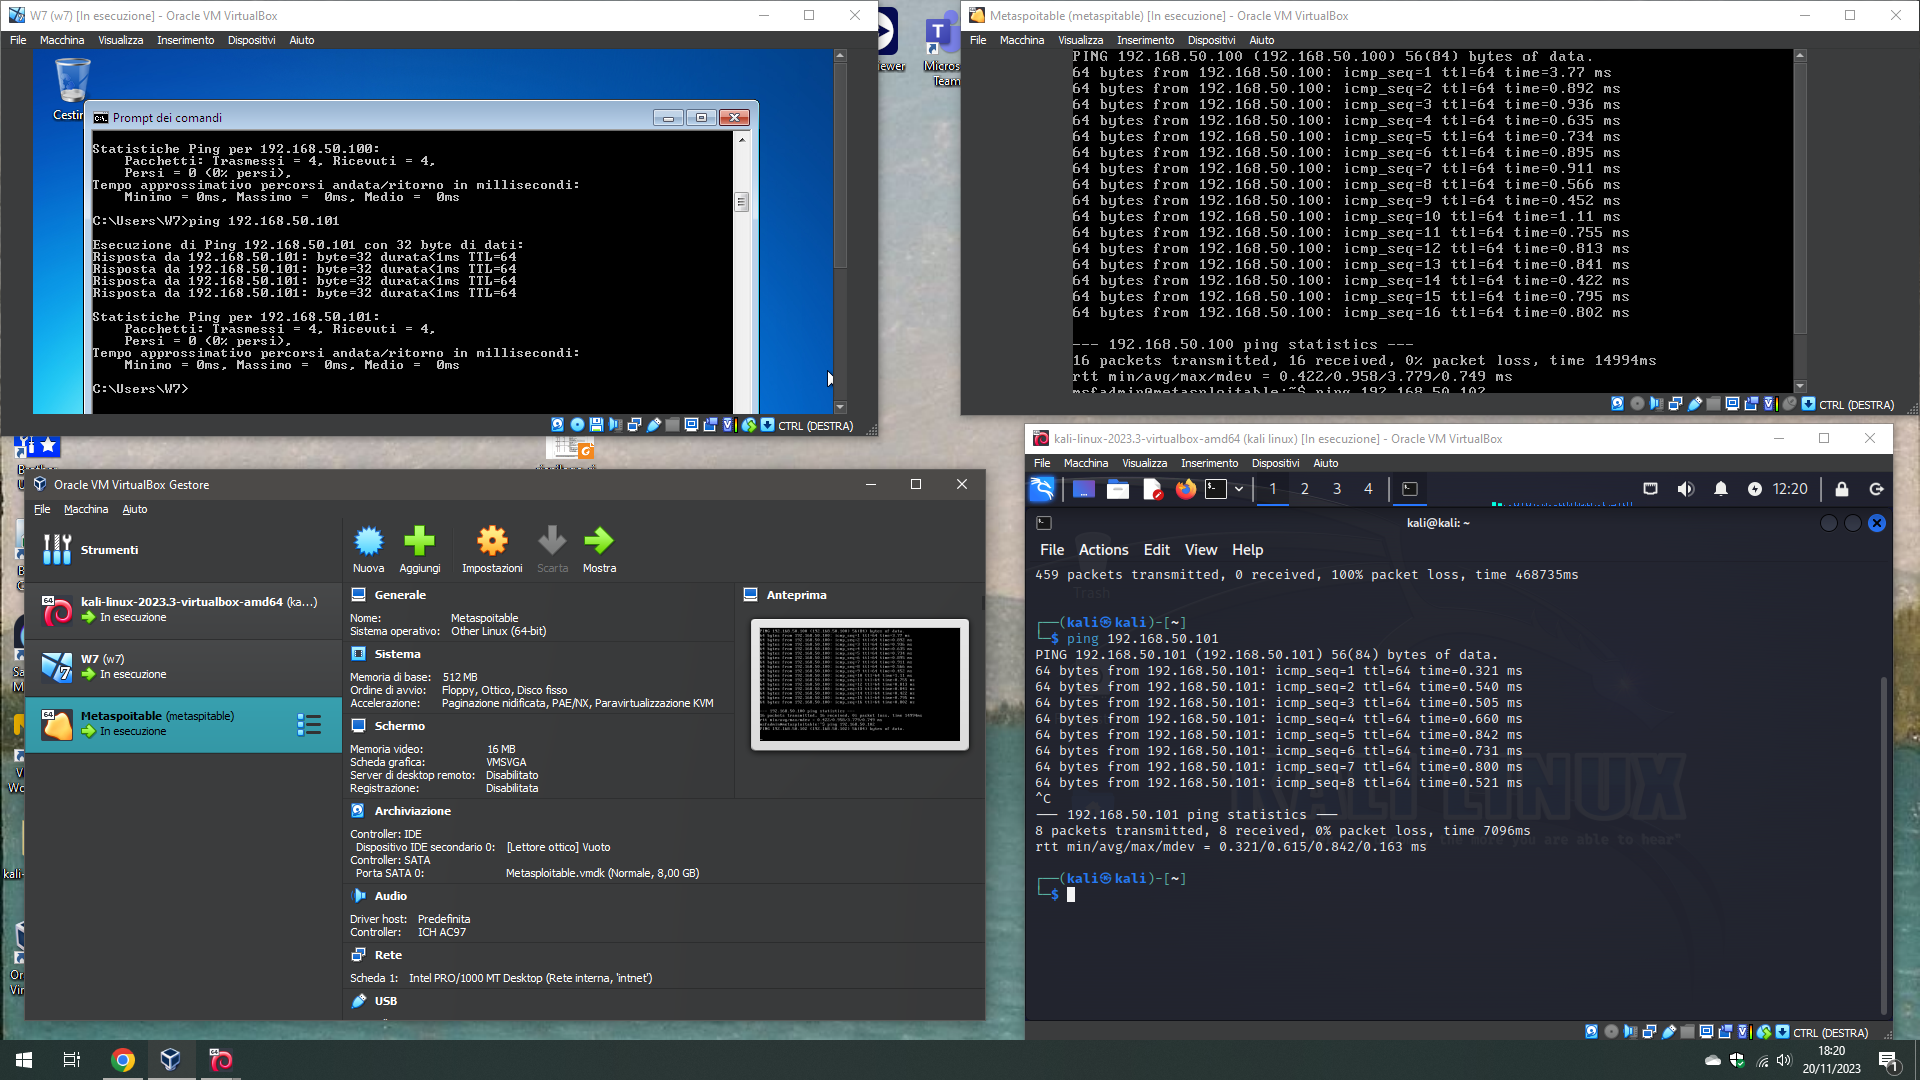 W7 (w7) [In esecuzione] - Oracle VM VirtualBox
File Macchina Visualizza Inserimento Dispositivi Aiuto
Cestin
Prompt dei comandi
Statistiche Ping per 192.168.50.100:
Pacchetti: Trasmessi = 4, Ricevuti = 4,
Persi = 0 (0% persi),
Tempo approssimativo percorsi andata/ritorno in millisecondi:
Minimo = 0ms, Massimo = 0ms, Medio = 0ms
C:\Users\W7>ping 192.168.50.101
Esecuzione di Ping 192.168.50.101 con 32 byte di dati:
Risposta da 192.168.50.101: byte=32 durata<1ms TTL=64
Risposta da 192.168.50.101: byte=32 durata<1ms TTL=64
Risposta da 192.168.50.101: byte=32 durata<1ms TTL=64
Risposta da 192.168.50.101: byte=32 durata<1ms TTL=64
Statistiche Ping per 192.168.50.101:
Pacchetti: Trasmessi = 4, Ricevuti = 4,
Persi = 0 (0% persi),
Tempo approssimativo percorsi andata/ritorno in millisecondi:
Minimo = 0ms, Massimo = 0ms, Medio = 0ms
C:\Users\W7>
CTRL (DESTRA)
ewer
Micros
Team
Metaspoitable (metaspitable) [In esecuzione] - Oracle VM VirtualBox
File Macchina Visualizza Inserimento Dispositivi Aiuto
PING 192.168.50.100 (192.168.50.100) 56(84) bytes of data.
64 bytes from 192.168.50.100: icmp_seq=1 ttl=64 time=3.77 ms
64 bytes from 192.168.50.100: icmp_seq=2 ttl=64 time=0.892 ms
64 bytes from 192.168.50.100: icmp_seq=3 ttl=64 time=0.936 ms
64 bytes from 192.168.50.100: icmp_seq=4 ttl=64 time=0.635 ms
64 bytes from 192.168.50.100: icmp_seq=5 ttl=64 time=0.734 ms
64 bytes from 192.168.50.100: icmp_seq=6 ttl=64 time=0.895 ms
64 bytes from 192.168.50.100: icmp_seq=7 ttl=64 time=0.911 ms
64 bytes from 192.168.50.100: icmp_seq=8 ttl=64 time=0.566 ms
64 bytes from 192.168.50.100: icmp_seq=9 ttl=64 time=0.452 ms
64 bytes from 192.168.50.100: icmp_seq=10 ttl=64 time=1.11 ms
64 bytes from 192.168.50.100: icmp_seq=11 ttl=64 time=0.755 ms
64 bytes from 192.168.50.100: icmp_seq=12 ttl=64 time=0.813 ms
64 bytes from 192.168.50.100: icmp_seq=13 ttl=64 time=0.841 ms
64 bytes from 192.168.50.100: icmp_seq=14 ttl=64 time=0.422 ms
64 bytes from 192.168.50.100: icmp_seq=15 ttl=64 time=0.795 ms
64 bytes from 192.168.50.100: icmp_seq=16 ttl=64 time=0.802 ms
--- 192.168.50.100 ping statistics ---
16 packets transmitted, 16 received, 0% packet loss, time 14994ms
rtt min/avg/max/mdev = 0.422/0.958/3.779/0.749 ms
msfadmin@metasploitable:~$ ping 192.168.50.102
CTRL (DESTRA)
Oracle VM VirtualBox Gestore
File Macchina Aiuto
Strumenti
kali-linux-2023.3-virtualbox-amd64 (ka...)
In esecuzione
W7 (w7)
In esecuzione
Metaspoitable (metaspitable)
In esecuzione
Nuova Aggiungi Impostazioni Scarta Mostra
Generale
Nome: Metaspoitable
Sistema operativo: Other Linux (64-bit)
Sistema
Memoria di base: 512 MB
Ordine di avvio: Floppy, Ottico, Disco fisso
Accelerazione: Paginazione nidificata, PAE/NX, Paravirtualizzazione KVM
Schermo
Memoria video: 16 MB
Scheda grafica: VMSVGA
Server di desktop remoto: Disabilitato
Registrazione: Disabilitata
Archiviazione
Controller: IDE
Dispositivo IDE secondario 0: [Lettore ottico] Vuoto
Controller: SATA
Porta SATA 0: Metasploitable.vmdk (Normale, 8,00 GB)
Audio
Driver host: Predefinita
Controller: ICH AC97
Rete
Scheda 1: Intel PRO/1000 MT Desktop (Rete interna, 'intnet')
USB
Anteprima
kali-linux-2023.3-virtualbox-amd64 (kali linux) [In esecuzione] - Oracle VM VirtualBox
File Macchina Visualizza Inserimento Dispositivi Aiuto
1 2 3 4
12:20
kali@kali: ~
File Actions Edit View Help
459 packets transmitted, 0 received, 100% packet loss, time 468735ms
Trash
(kali㉿kali)-[~]
$ ping 192.168.50.101
PING 192.168.50.101 (192.168.50.101) 56(84) bytes of data.
64 bytes from 192.168.50.101: icmp_seq=1 ttl=64 time=0.321 ms
64 bytes from 192.168.50.101: icmp_seq=2 ttl=64 time=0.540 ms
64 bytes from 192.168.50.101: icmp_seq=3 ttl=64 time=0.505 ms
64 bytes from 192.168.50.101: icmp_seq=4 ttl=64 time=0.660 ms
64 bytes from 192.168.50.101: icmp_seq=5 ttl=64 time=0.842 ms
64 bytes from 192.168.50.101: icmp_seq=6 ttl=64 time=0.731 ms
64 bytes from 192.168.50.101: icmp_seq=7 ttl=64 time=0.800 ms
64 bytes from 192.168.50.101: icmp_seq=8 ttl=64 time=0.521 ms
^C
--- 192.168.50.101 ping statistics ---
8 packets transmitted, 8 received, 0% packet loss, time 7096ms
rtt min/avg/max/mdev = 0.321/0.615/0.842/0.163 ms
KALI LINUX
the more you are able to hear"
(kali㉿kali)-[~]
$
CTRL (DESTRA)
18:20
20/11/2023
1